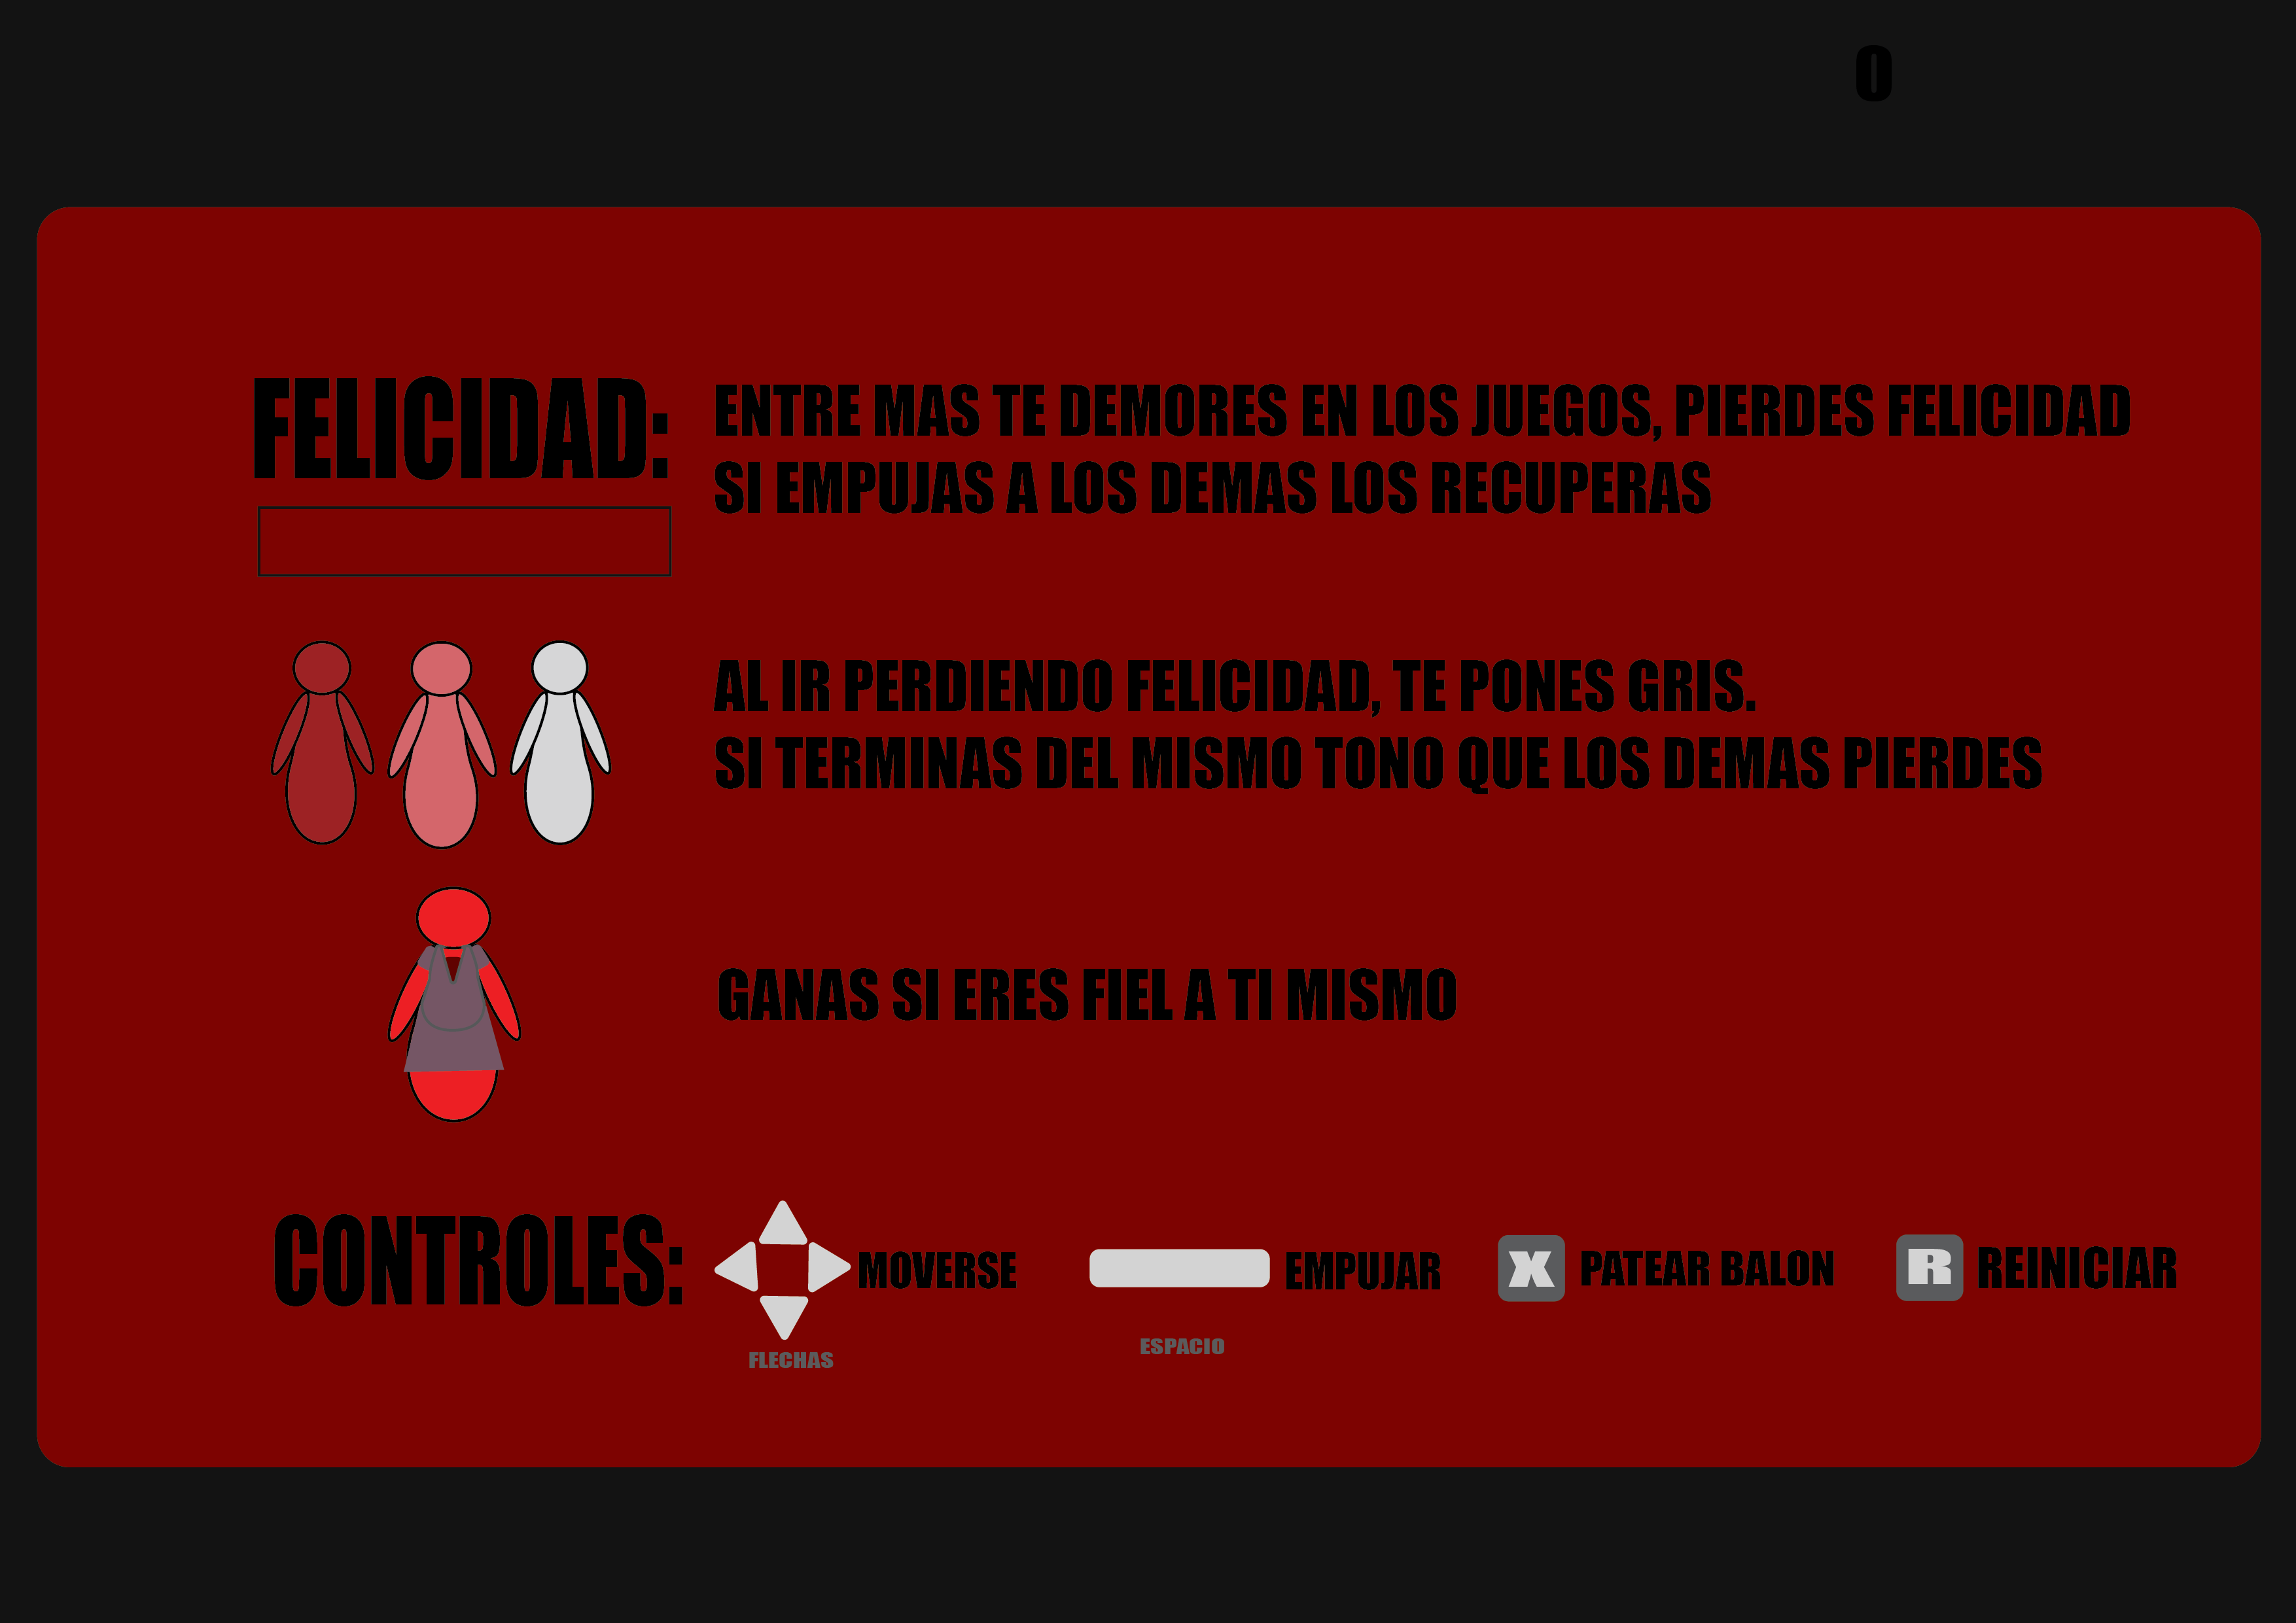 0
FELICIDAD:
ENTRE MAS TE DEMORES EN LOS JUEGOS, PIERDES FELICIDAD
SI EMPUJAS A LOS DEMAS LOS RECUPERAS
AL IR PERDIENDO FELICIDAD, TE PONES GRIS.
SI TERMINAS DEL MISMO TONO QUE LOS DEMAS PIERDES
GANAS SI ERES FIEL A TI MISMO
CONTROLES:
MOVERSE
EMPUJAR
X PATEAR BALON
R REINICIAR
FLECHAS
ESPACIO